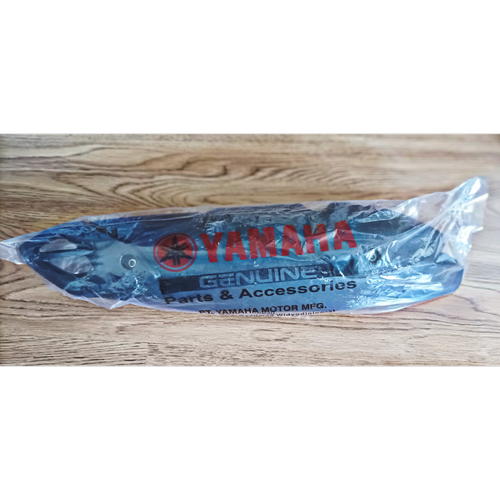 YAMAHA
GENUINE
Parts & Accessories
PT. YAMAHA MOTOR MFG.